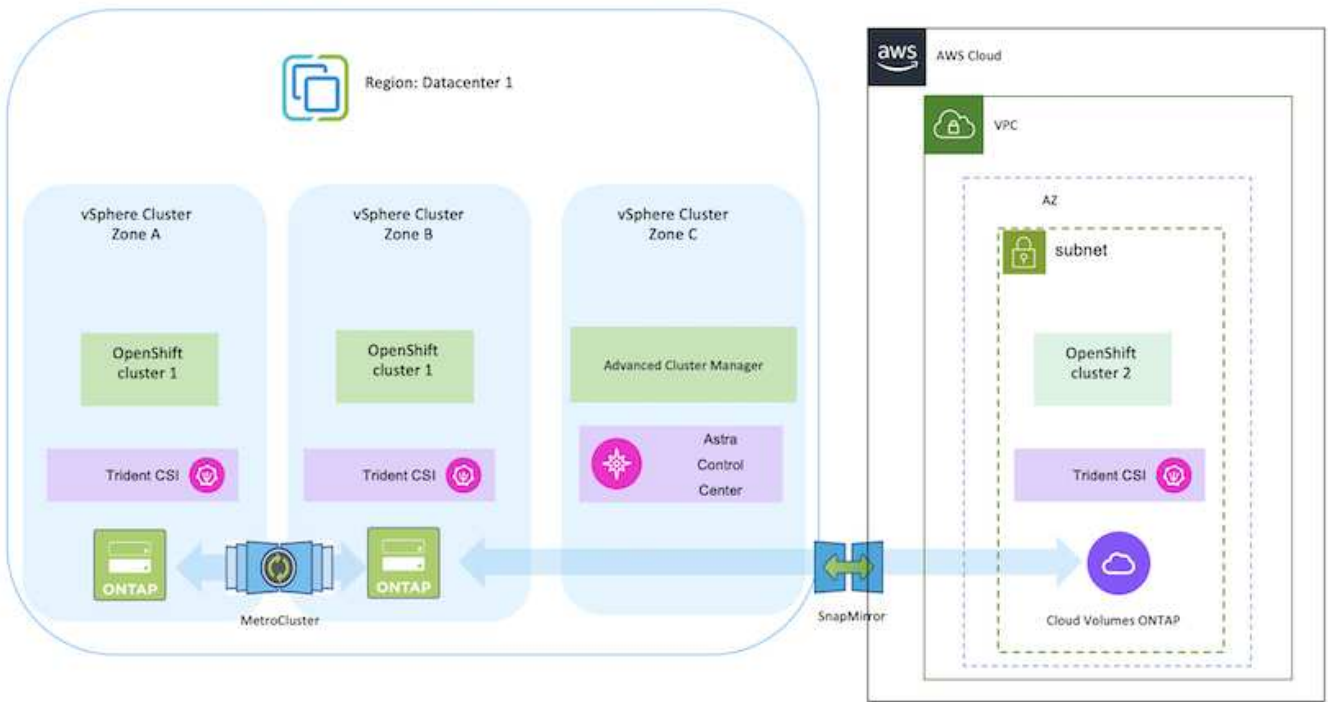 Region: Datacenter 1
vSphere Cluster
Zone A
vSphere Cluster
Zone B
vSphere Cluster
Zone C
OpenShift
cluster 1
OpenShift
cluster 1
Advanced Cluster Manager
Trident CSI
Trident CSI
Astra
Control
Center
ONTAP
ONTAP
MetroCluster
SnapMirror
aws
AWS Cloud
VPC
AZ
subnet
OpenShift
cluster 2
Trident CSI
Cloud Volumes ONTAP